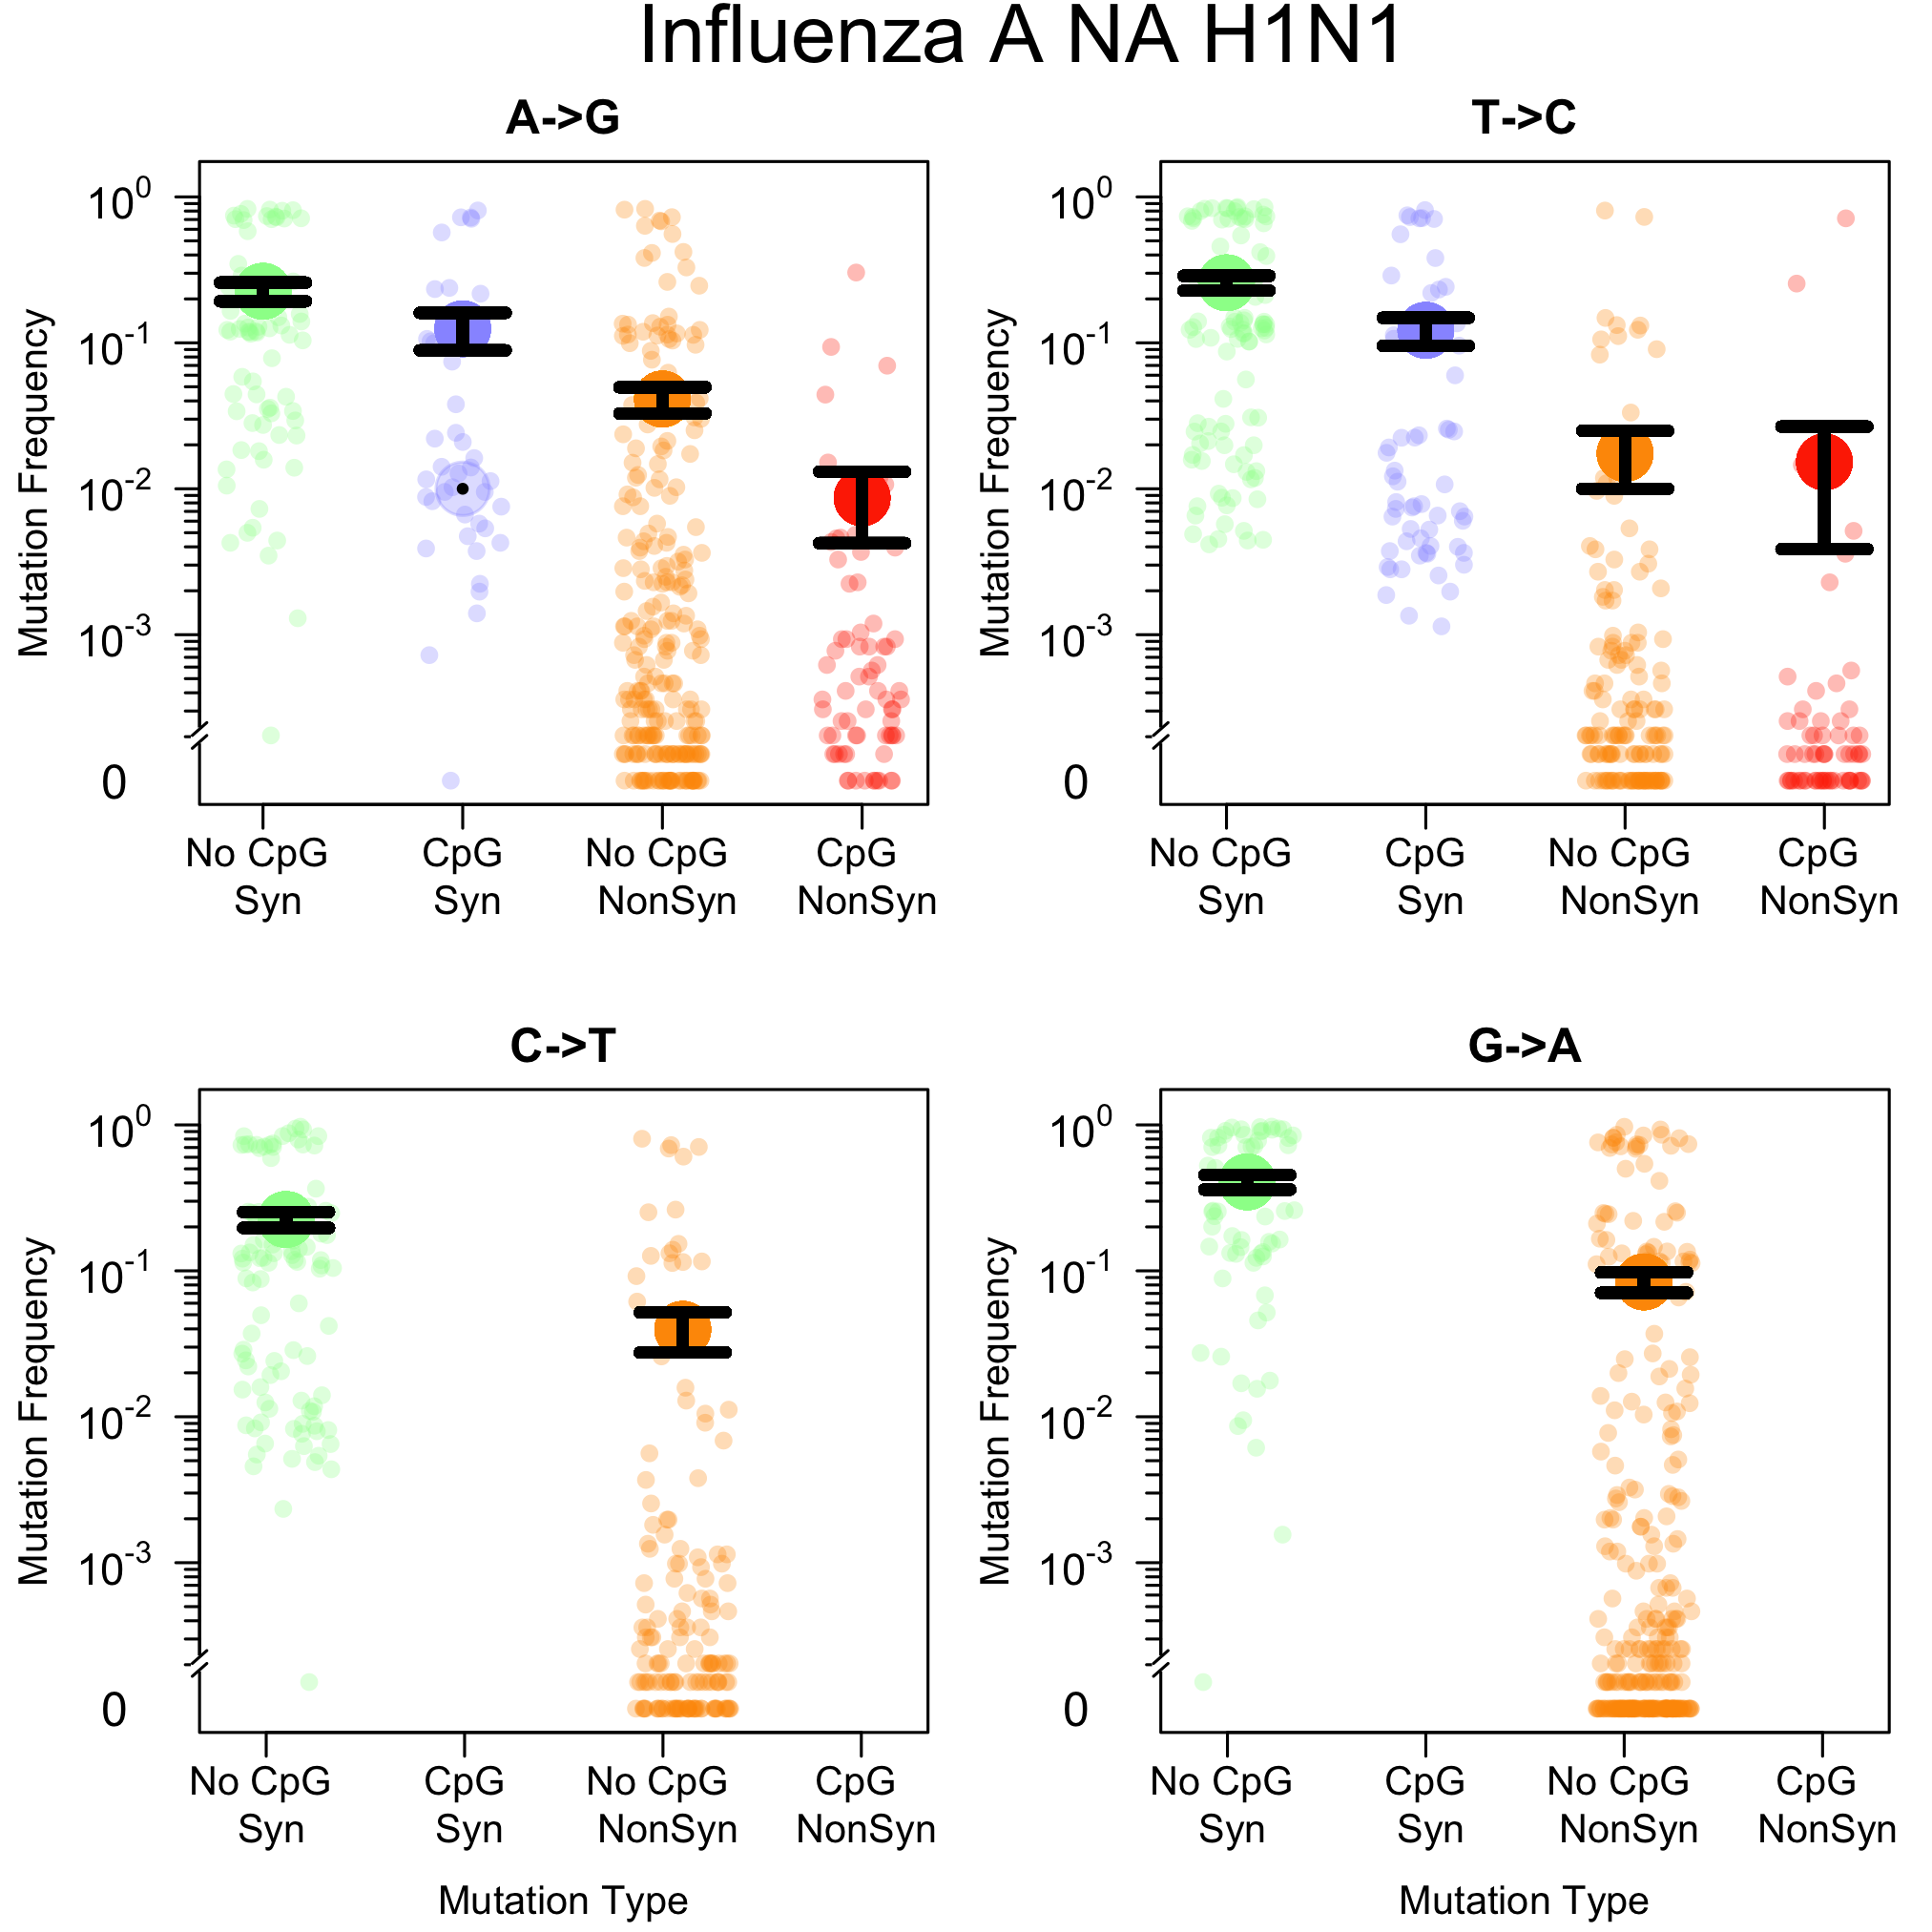 Influenza A NA H1N1
A->G
Mutation Frequency
10^0
10^-1
10^-2
10^-3
0
No CpG CpG No CpG CpG
Syn Syn NonSyn NonSyn
T->C
Mutation Frequency
10^0
10^-1
10^-2
10^-3
0
No CpG CpG No CpG CpG
Syn Syn NonSyn NonSyn
C->T
Mutation Frequency
10^0
10^-1
10^-2
10^-3
0
No CpG CpG No CpG CpG
Syn Syn NonSyn NonSyn
Mutation Type
G->A
Mutation Frequency
10^0
10^-1
10^-2
10^-3
0
No CpG CpG No CpG CpG
Syn Syn NonSyn NonSyn
Mutation Type